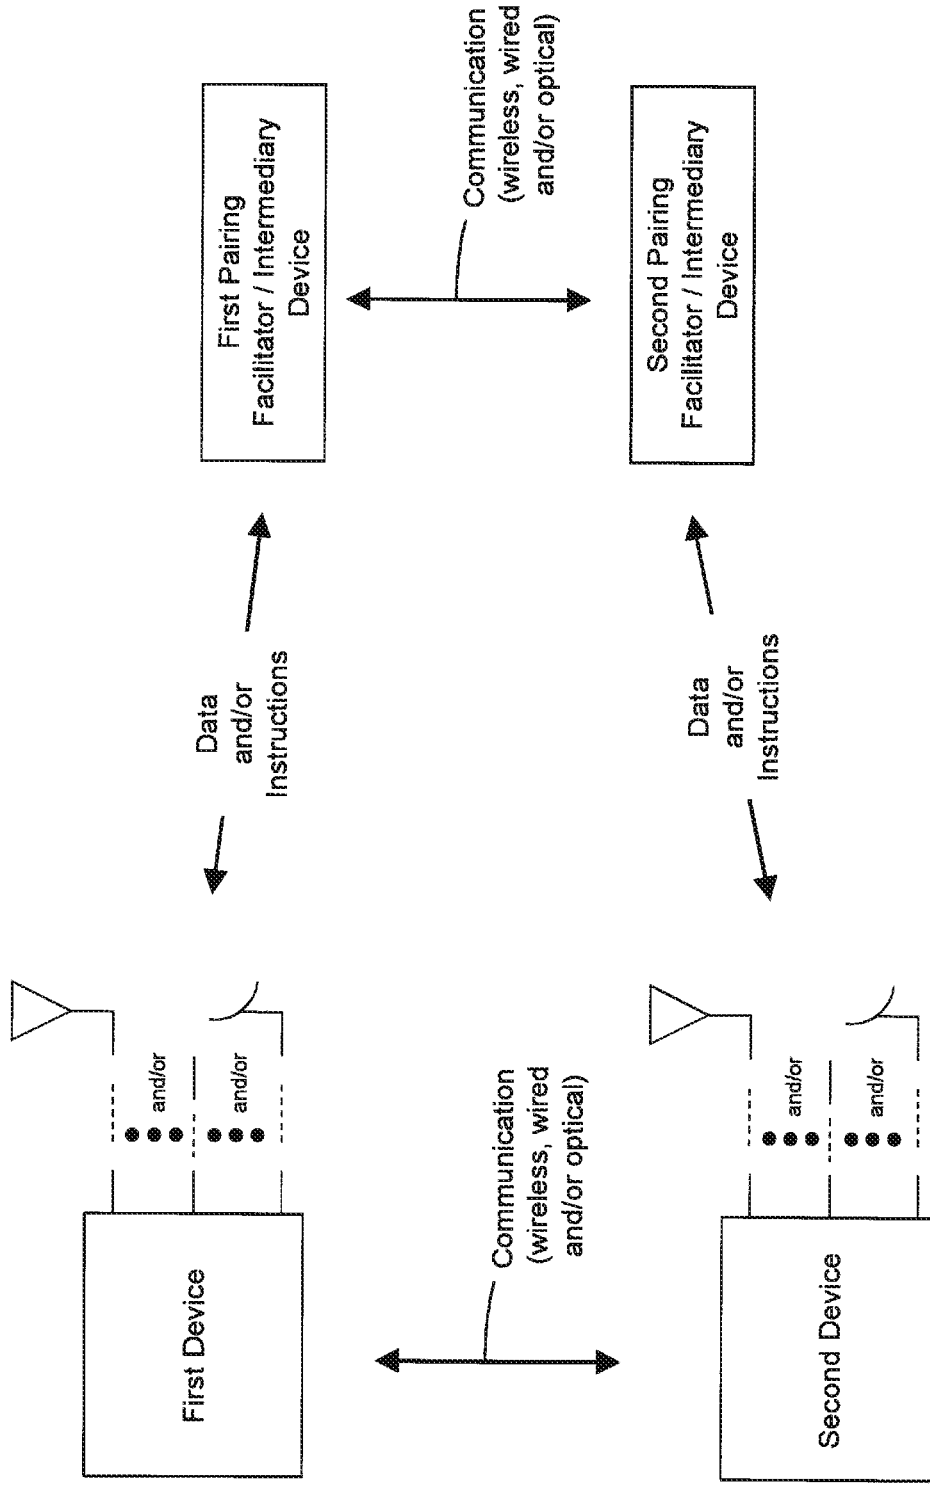 First Device
and/or
and/or
Data
and/or
Instructions
First Pairing
Facilitator / Intermediary
Device
Communication
(wireless, wired
and/or optical)
Communication
(wireless, wired
and/or optical)
Second Device
and/or
and/or
Data
and/or
Instructions
Second Pairing
Facilitator / Intermediary
Device